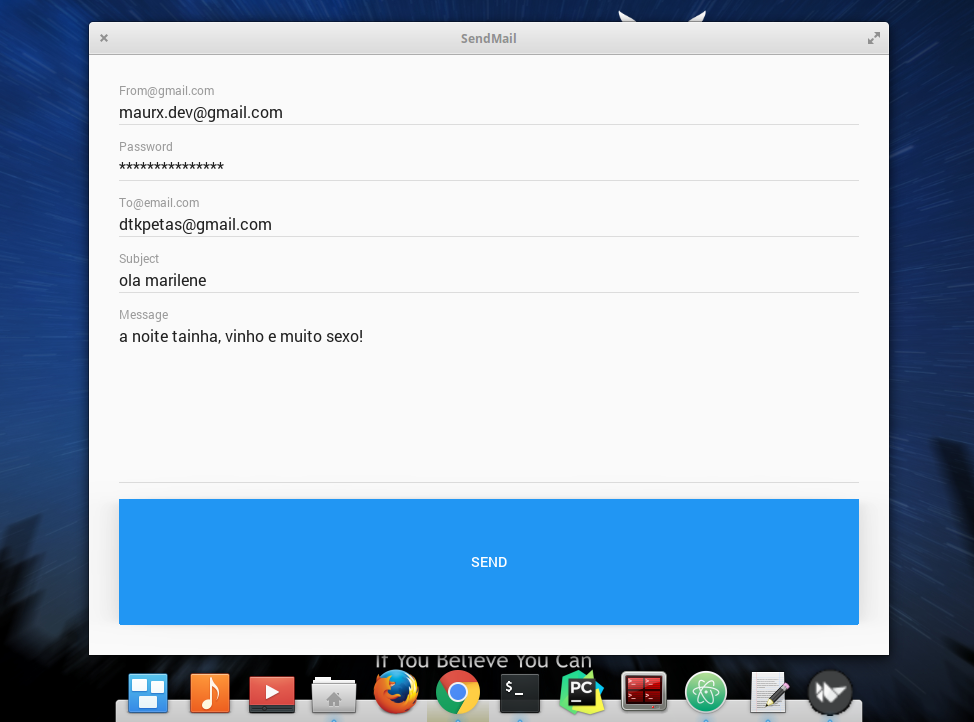 SendMail
From@gmail.com
maurx.dev@gmail.com
Password
***************
To@email.com
dtkpetas@gmail.com
Subject
ola marilene
Message
a noite tainha, vinho e muito sexo!
SEND
If You Believe You Can
$_
PC